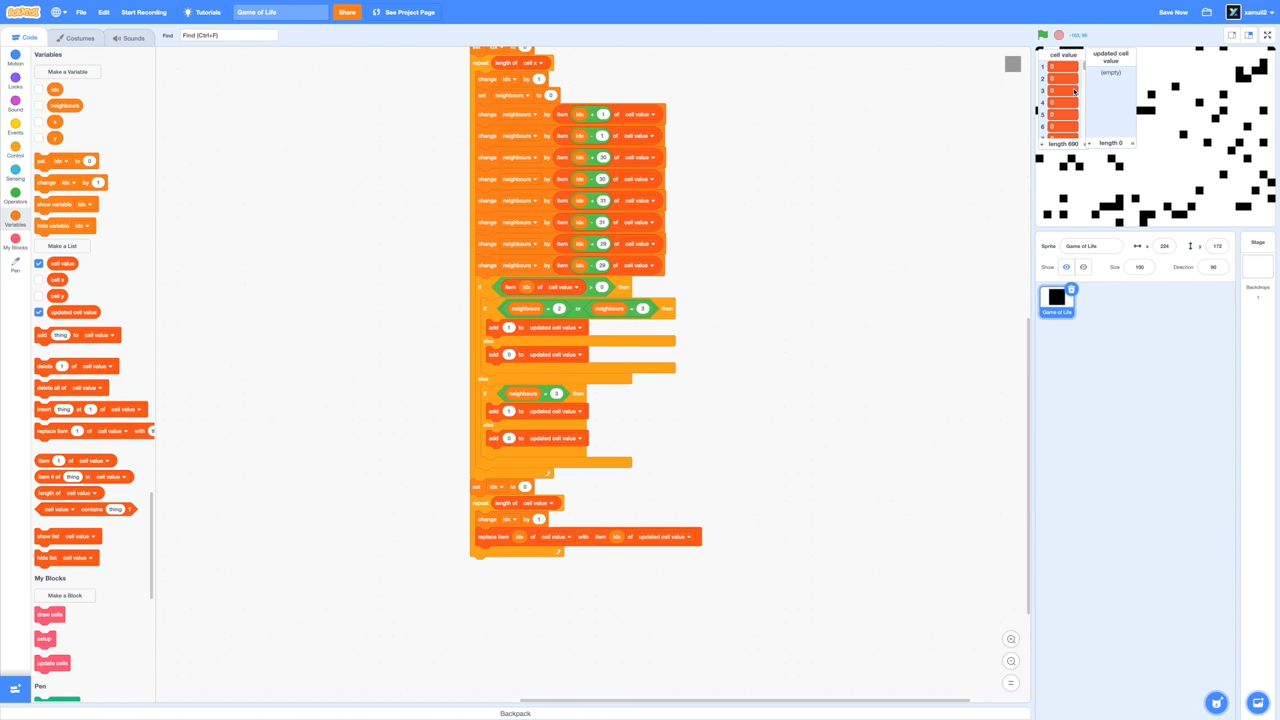 SCRATCH
File
Edit
Start Recording
Tutorials
Game of Life
Share
See Project Page
Save Now
xamuil2
Code
Costumes
Sounds
Find
Find (Ctrl+F)
-193, 95
Motion
Looks
Sound
Events
Control
Sensing
Operators
Variables
My Blocks
Pen
Variables
Make a Variable
idx
neighbours
x
y
set idx to 0
change idx by 1
show variable idx
hide variable idx
Make a List
cell value
cell x
cell y
updated cell value
add thing to cell value
delete 1 of cell value
delete all of cell value
insert thing at 1 of cell value
replace item 1 of cell value with
item 1 of cell value
item # of thing in cell value
length of cell value
cell value contains thing ?
show list cell value
hide list cell value
My Blocks
Make a Block
draw cells
setup
update cells
Pen
repeat length of cell x
change idx by 1
set neighbours to 0
change neighbours by item idx + 1 of cell value
change neighbours by item idx - 1 of cell value
change neighbours by item idx + 30 of cell value
change neighbours by item idx - 30 of cell value
change neighbours by item idx + 31 of cell value
change neighbours by item idx - 31 of cell value
change neighbours by item idx + 29 of cell value
change neighbours by item idx - 29 of cell value
if item idx of cell value > 0 then
if neighbours = 2 or neighbours = 3 then
add 1 to updated cell value
else
add 0 to updated cell value
else
if neighbours = 3 then
add 1 to updated cell value
else
add 0 to updated cell value
set idx to 0
repeat length of cell value
change idx by 1
replace item idx of cell value with item idx of updated cell value
cell value
1 0
2 0
3 0
4 0
5 0
6 0
+ length 690 =
updated cell
value
(empty)
+ length 0 =
Sprite Game of Life x 224 y 172
Show Size 100 Direction 90
Game of Life
Stage
Backdrops
1
Backpack